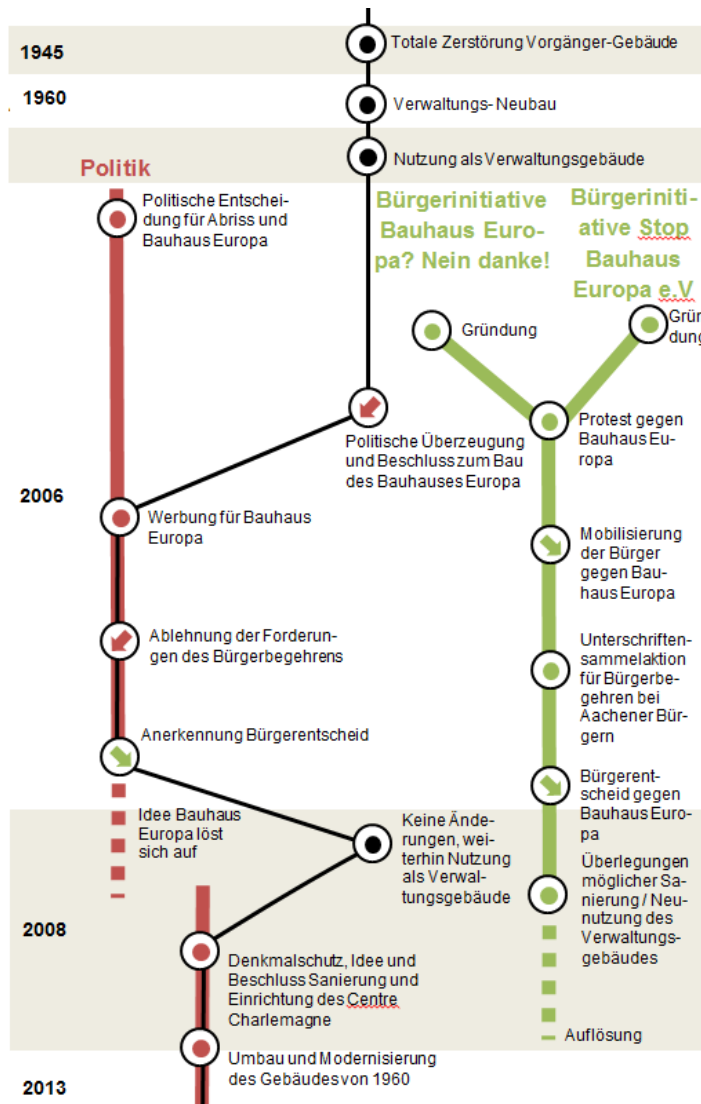 1945
Totale Zerstörung Vorgänger-Gebäude
1960
Verwaltungs- Neubau
Nutzung als Verwaltungsgebäude
Politik
Politische Entschei-
dung für Abriss und
Bauhaus Europa
Bürgerinitiative
Bauhaus Euro-
pa? Nein danke!
Bürgeriniti-
ative Stop
Bauhaus
Europa e.V
Gründung
Grün
dung
Politische Überzeugung
und Beschluss zum Bau
des Bauhauses Europa
Protest gegen
Bauhaus Eu-
ropa
2006
Werbung für Bauhaus
Europa
Mobilisierung
der Bürger
gegen Bau-
haus Europa
Ablehnung der Forderun-
gen des Bürgerbegehrens
Unterschriften-
sammelaktion
für Bürgerbe-
gehren bei
Aachener Bür-
gern
Anerkennung Bürgerentscheid
Bürgerent-
scheid gegen
Bauhaus Euro-
pa
Idee Bauhaus
Europa löst
sich auf
Keine Ände-
rungen, wei-
terhin Nutzung
als Verwal-
tungsgebäude
Überlegungen
möglicher Sa-
nierung / Neu-
nutzung des
Verwaltungs-
gebäudes
2008
Denkmalschutz, Idee und
Beschluss Sanierung und
Einrichtung des Centre
Charlemagne
Auflösung
Umbau und Modernisierung
des Gebäudes von 1960
2013